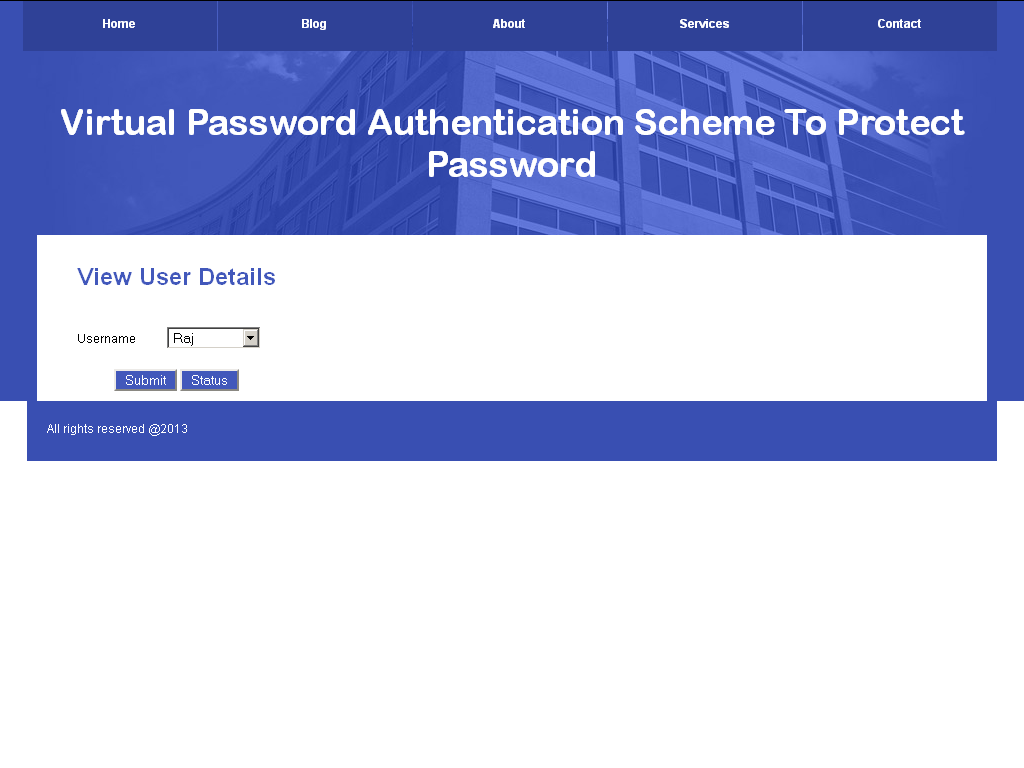 Home Blog About Services Contact
Virtual Password Authentication Scheme To Protect
Password
View User Details
Username Raj
Submit Status
All rights reserved @2013